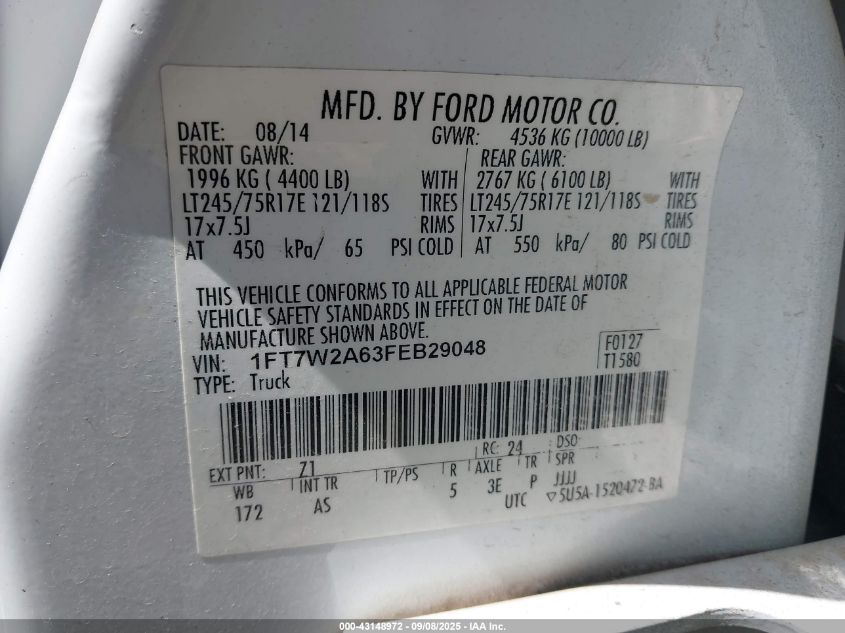 MFD. BY FORD MOTOR CO.
DATE: 08/14 GVWR: 4536 KG (10000 LB)
FRONT GAWR: REAR GAWR:
1996 KG ( 4400 LB) WITH 2767 KG ( 6100 LB) WITH
LT245/75R17E 121/118S TIRES LT245/75R17E 121/118S TIRES
17x7.5J RIMS 17x7.5J RIMS
AT 450 kPa/ 65 PSI COLD AT 550 kPa/ 80 PSI COLD
THIS VEHICLE CONFORMS TO ALL APPLICABLE FEDERAL MOTOR
VEHICLE SAFETY STANDARDS IN EFFECT ON THE DATE OF
MANUFACTURE SHOWN ABOVE.
VIN: 1FT7W2A63FEB29048 F0127
TYPE: Truck T1580
EXT PNT: Z1 RC: 24 DSO:
WB INT TR TP/PS R AXLE TR SPR
172 AS 5 3E P JJJJ
UTC ▽5U5A-1520472-BA
000-43148972 - 09/08/2025 - IAA Inc.